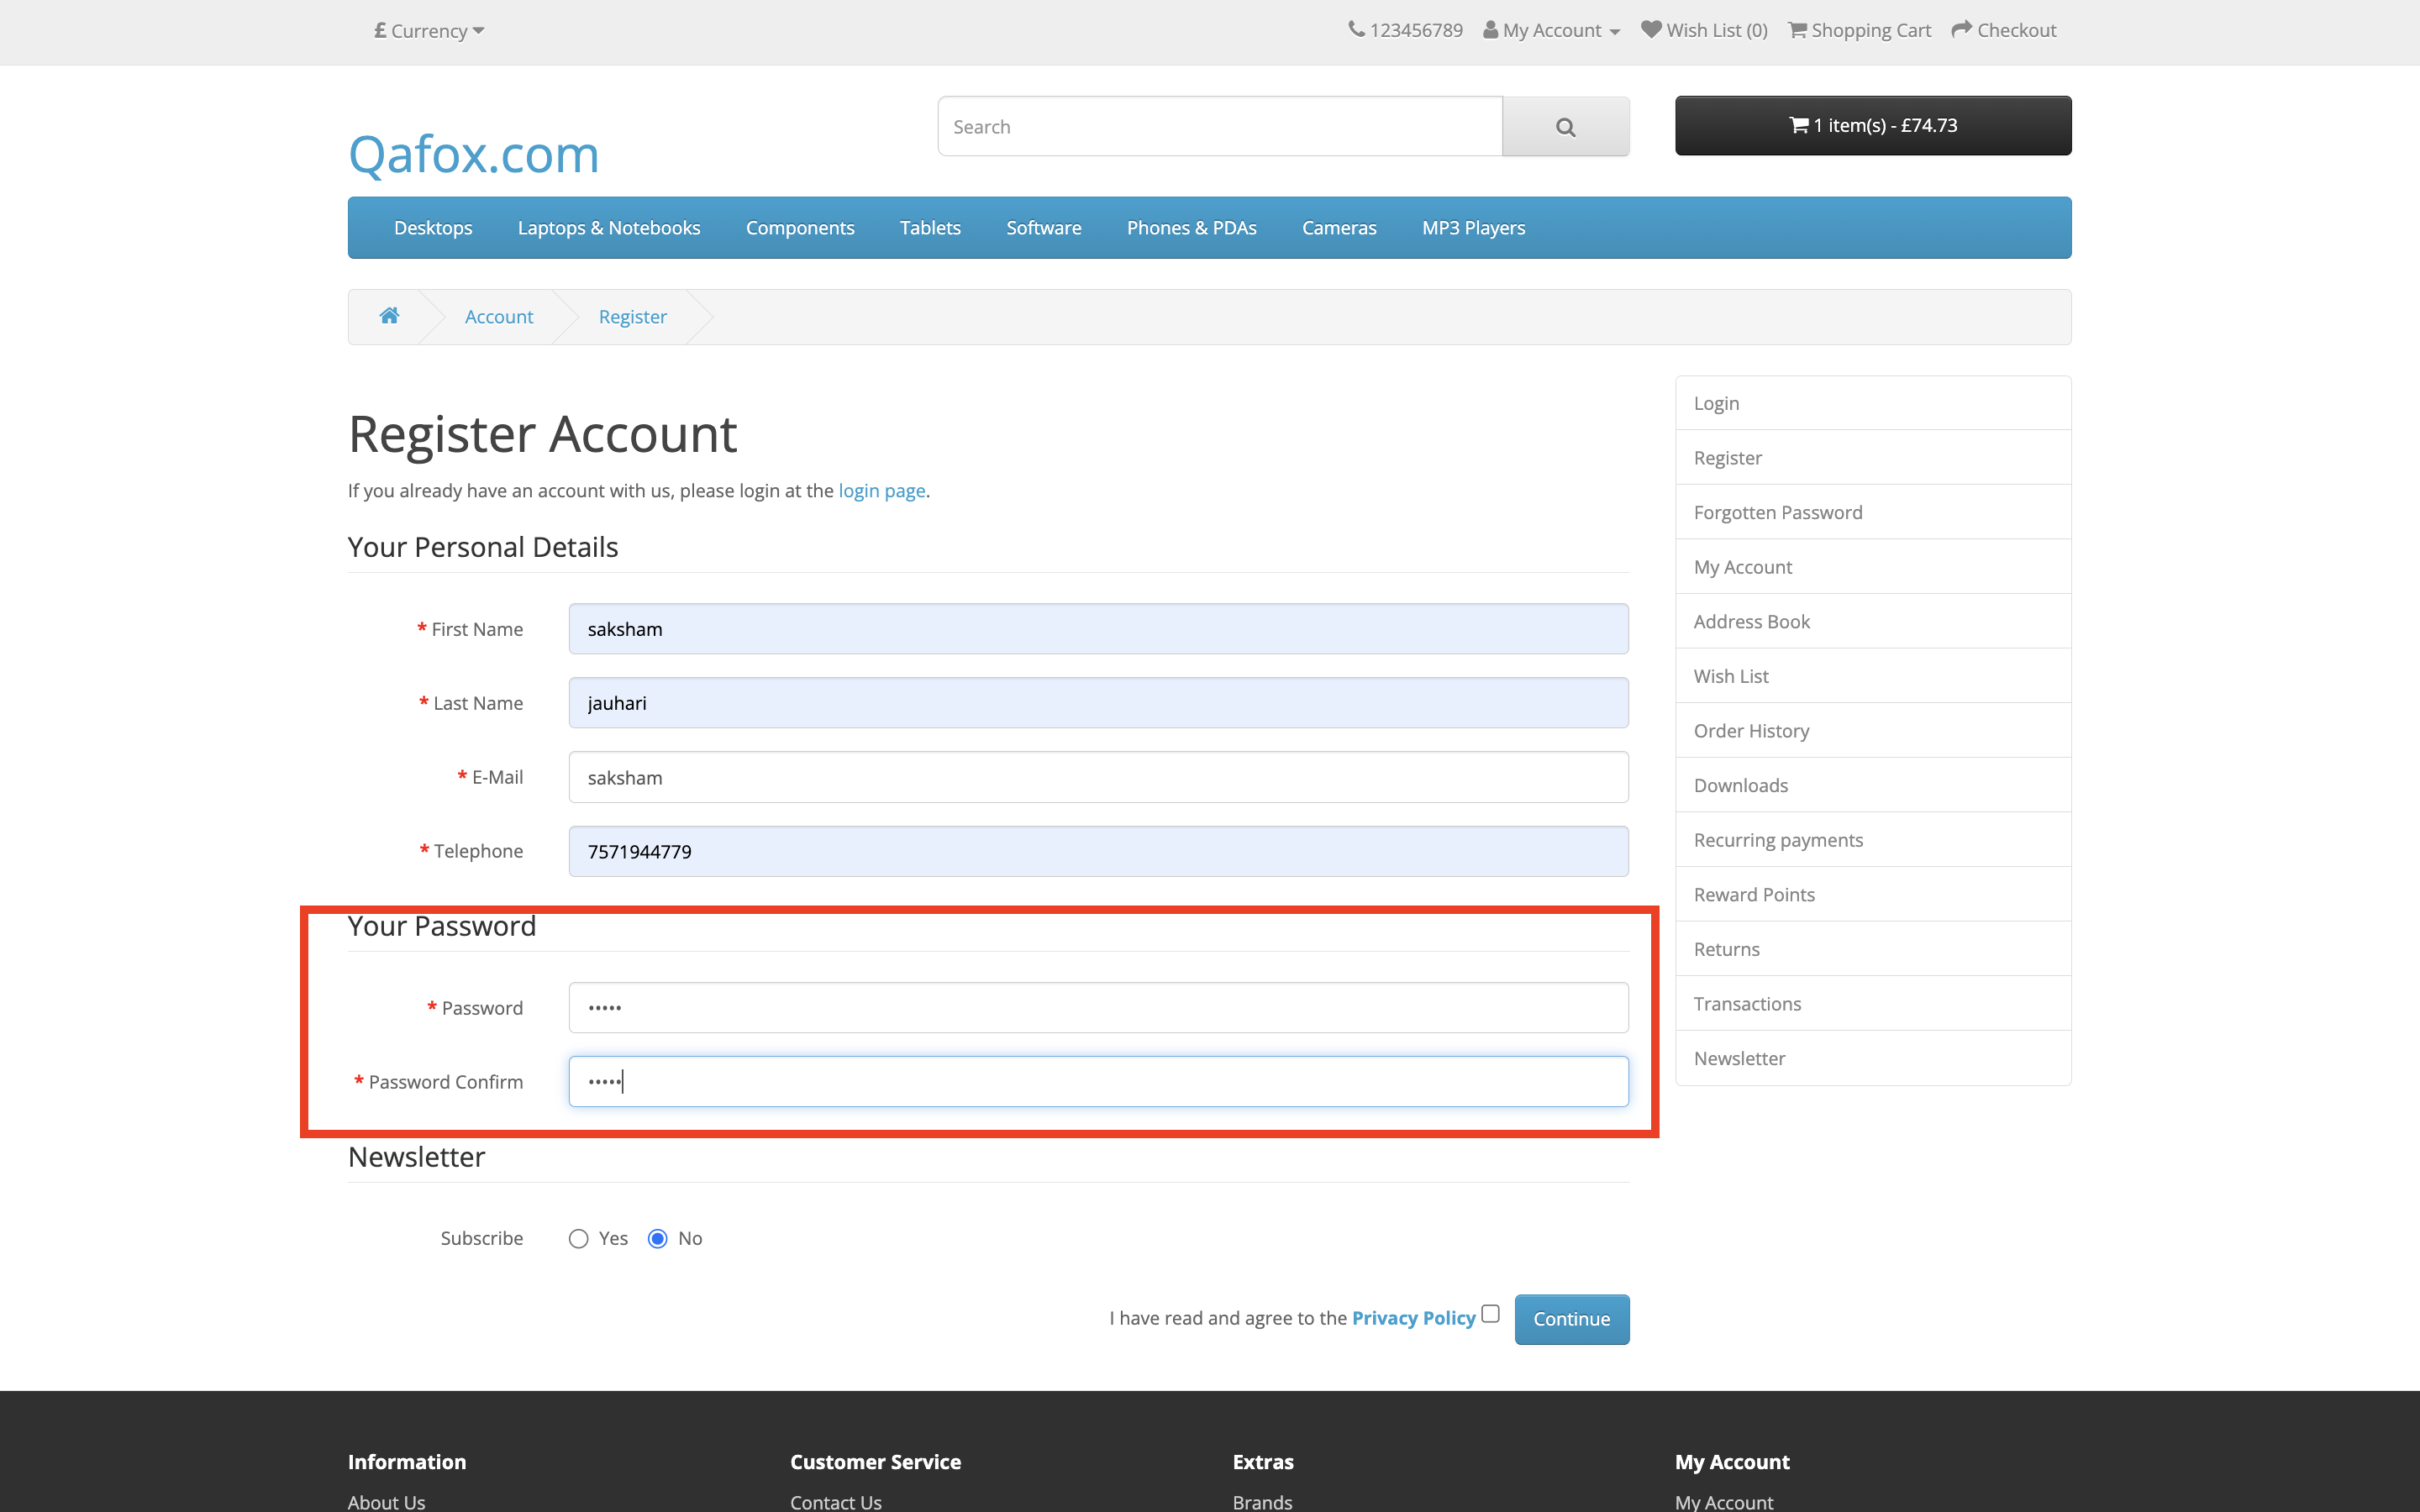 £ Currency
123456789 My Account Wish List (0) Shopping Cart Checkout
Qafox.com
Search
1 item(s) - £74.73
Desktops Laptops & Notebooks Components Tablets Software Phones & PDAs Cameras MP3 Players
Account Register
Register Account
If you already have an account with us, please login at the login page.
Your Personal Details
* First Name saksham
* Last Name jauhari
* E-Mail saksham
* Telephone 7571944779
Your Password
* Password •••••
* Password Confirm •••••
Newsletter
Subscribe Yes No
I have read and agree to the Privacy Policy Continue
Login
Register
Forgotten Password
My Account
Address Book
Wish List
Order History
Downloads
Recurring payments
Reward Points
Returns
Transactions
Newsletter
Information Customer Service Extras My Account
About Us Contact Us Brands My Account